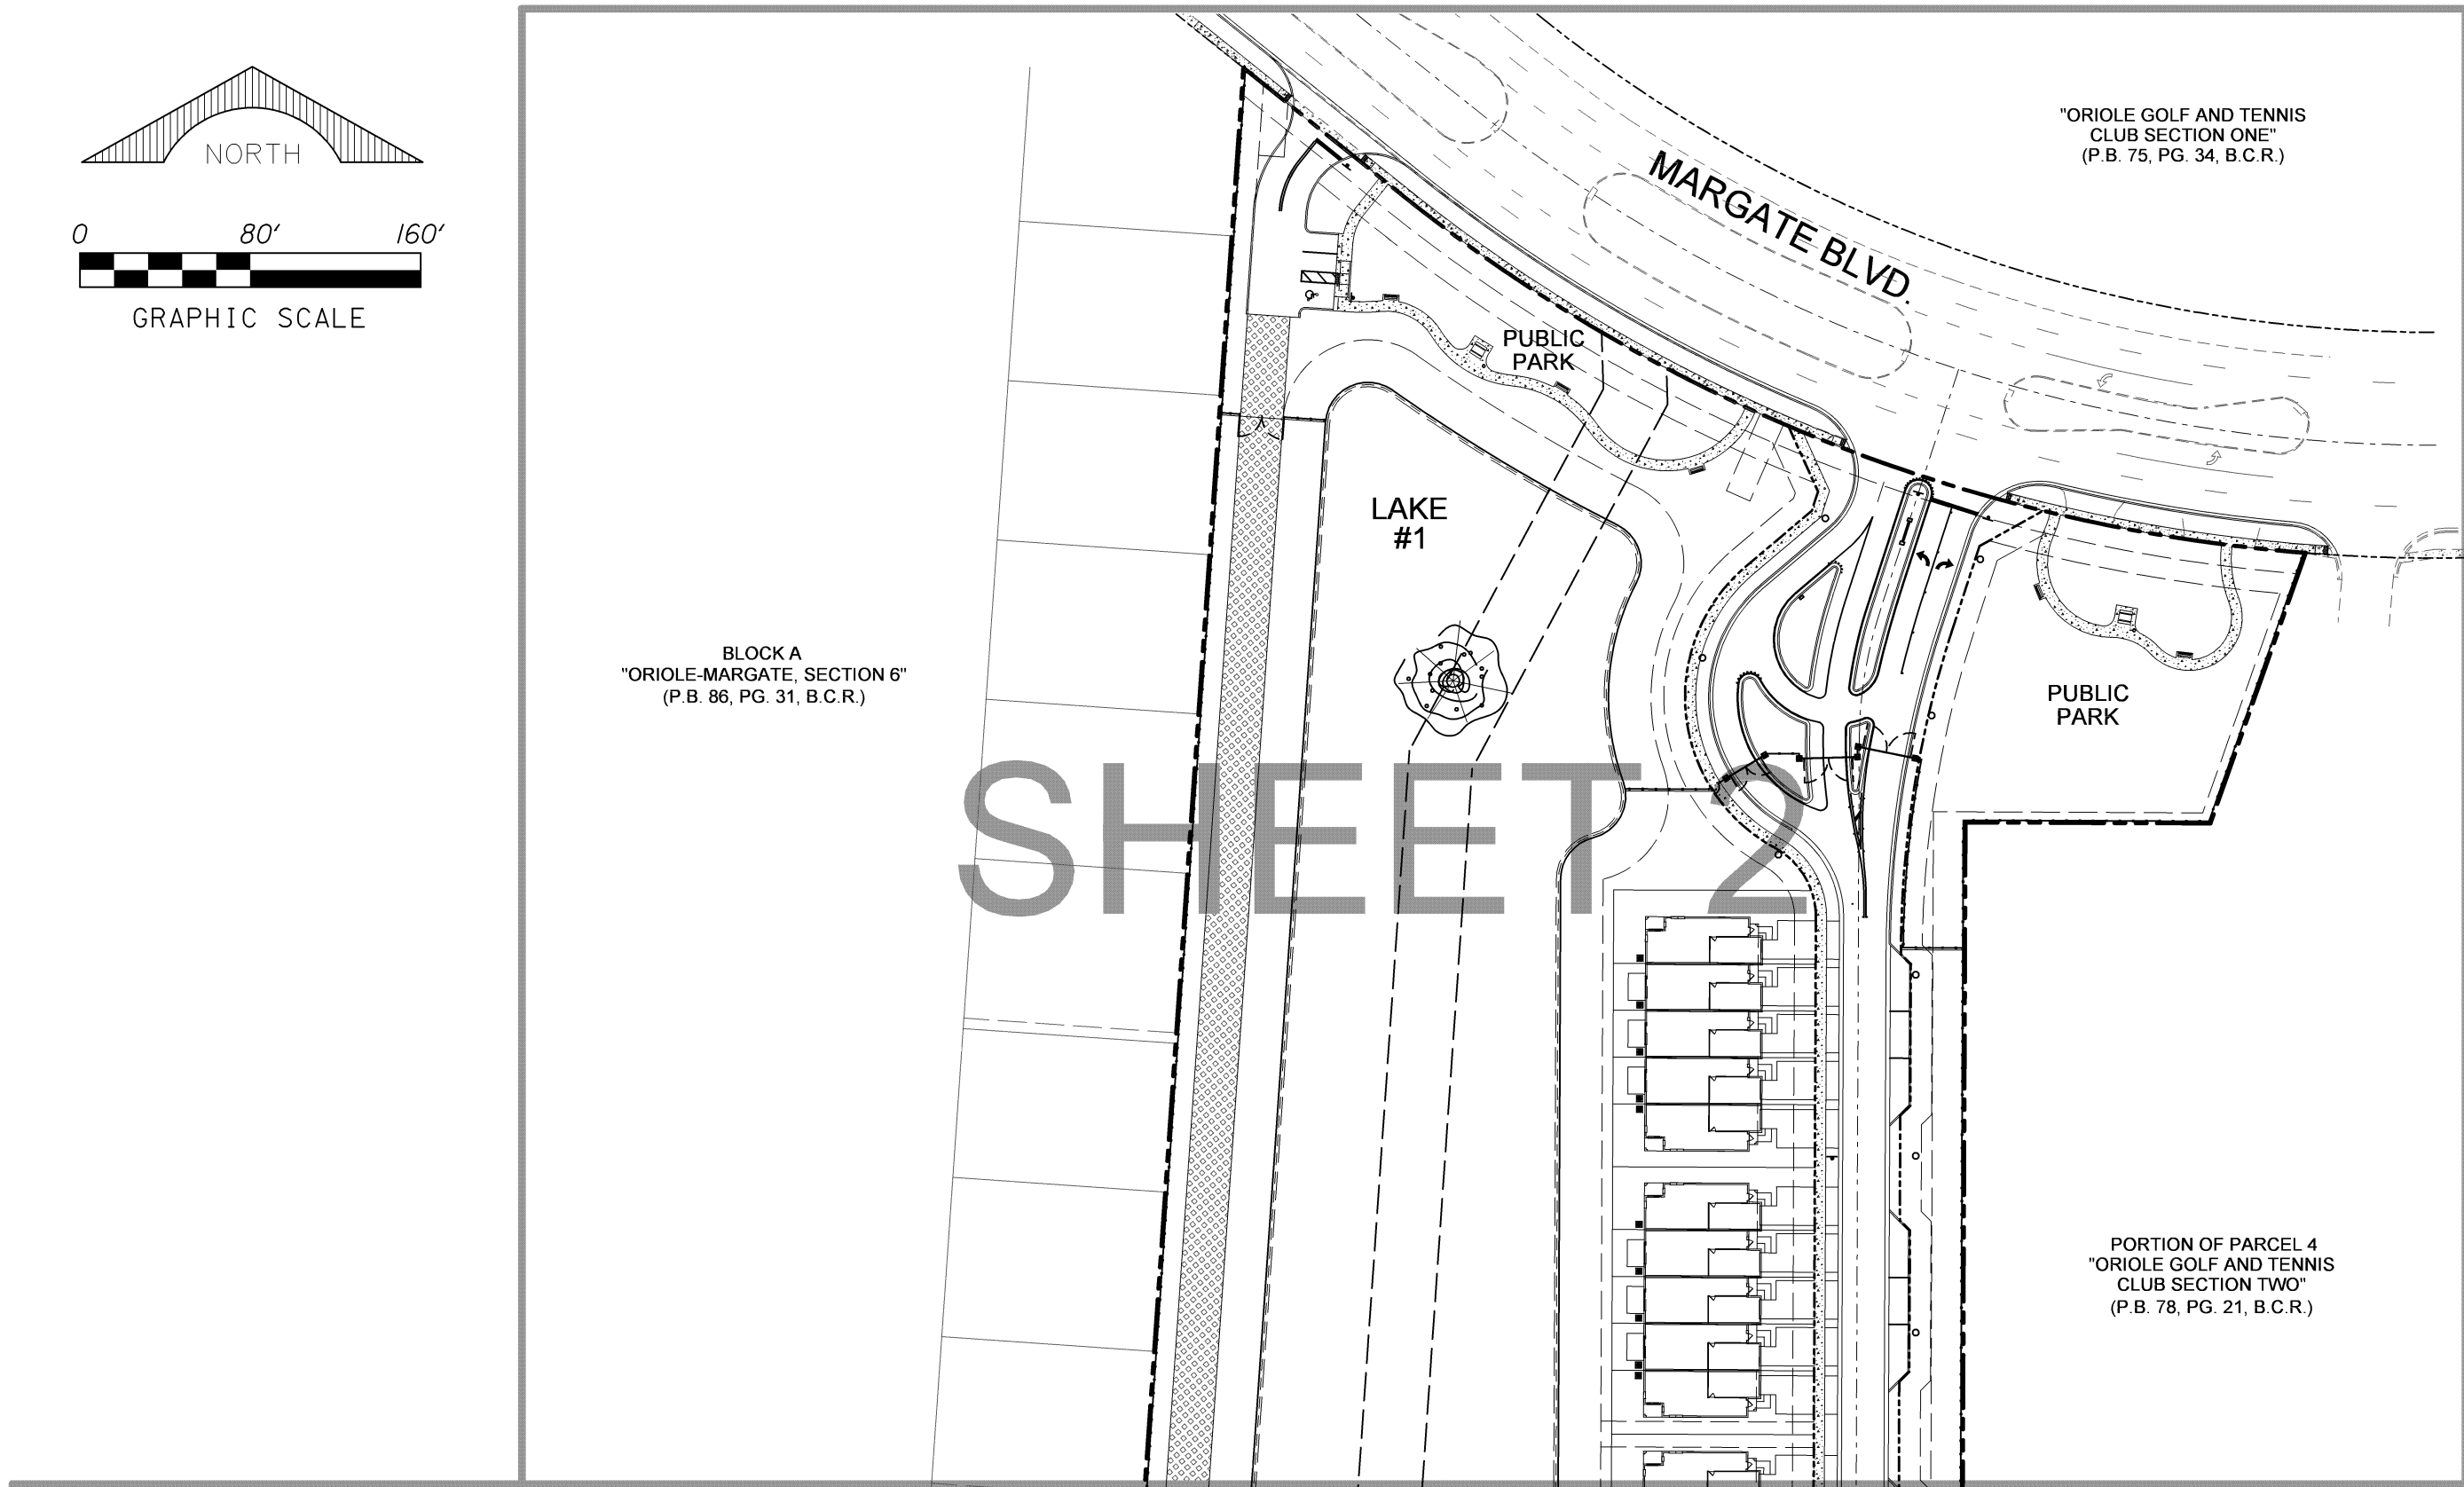 NORTH
0 80' 160'
GRAPHIC SCALE
"ORIOLE GOLF AND TENNIS
CLUB SECTION ONE"
(P.B. 75, PG. 34, B.C.R.)
MARGATE BLVD.
PUBLIC
PARK
LAKE
#1
BLOCK A
"ORIOLE-MARGATE, SECTION 6"
(P.B. 86, PG. 31, B.C.R.)
PUBLIC
PARK
SHEET 2
PORTION OF PARCEL 4
"ORIOLE GOLF AND TENNIS
CLUB SECTION TWO"
(P.B. 78, PG. 21, B.C.R.)